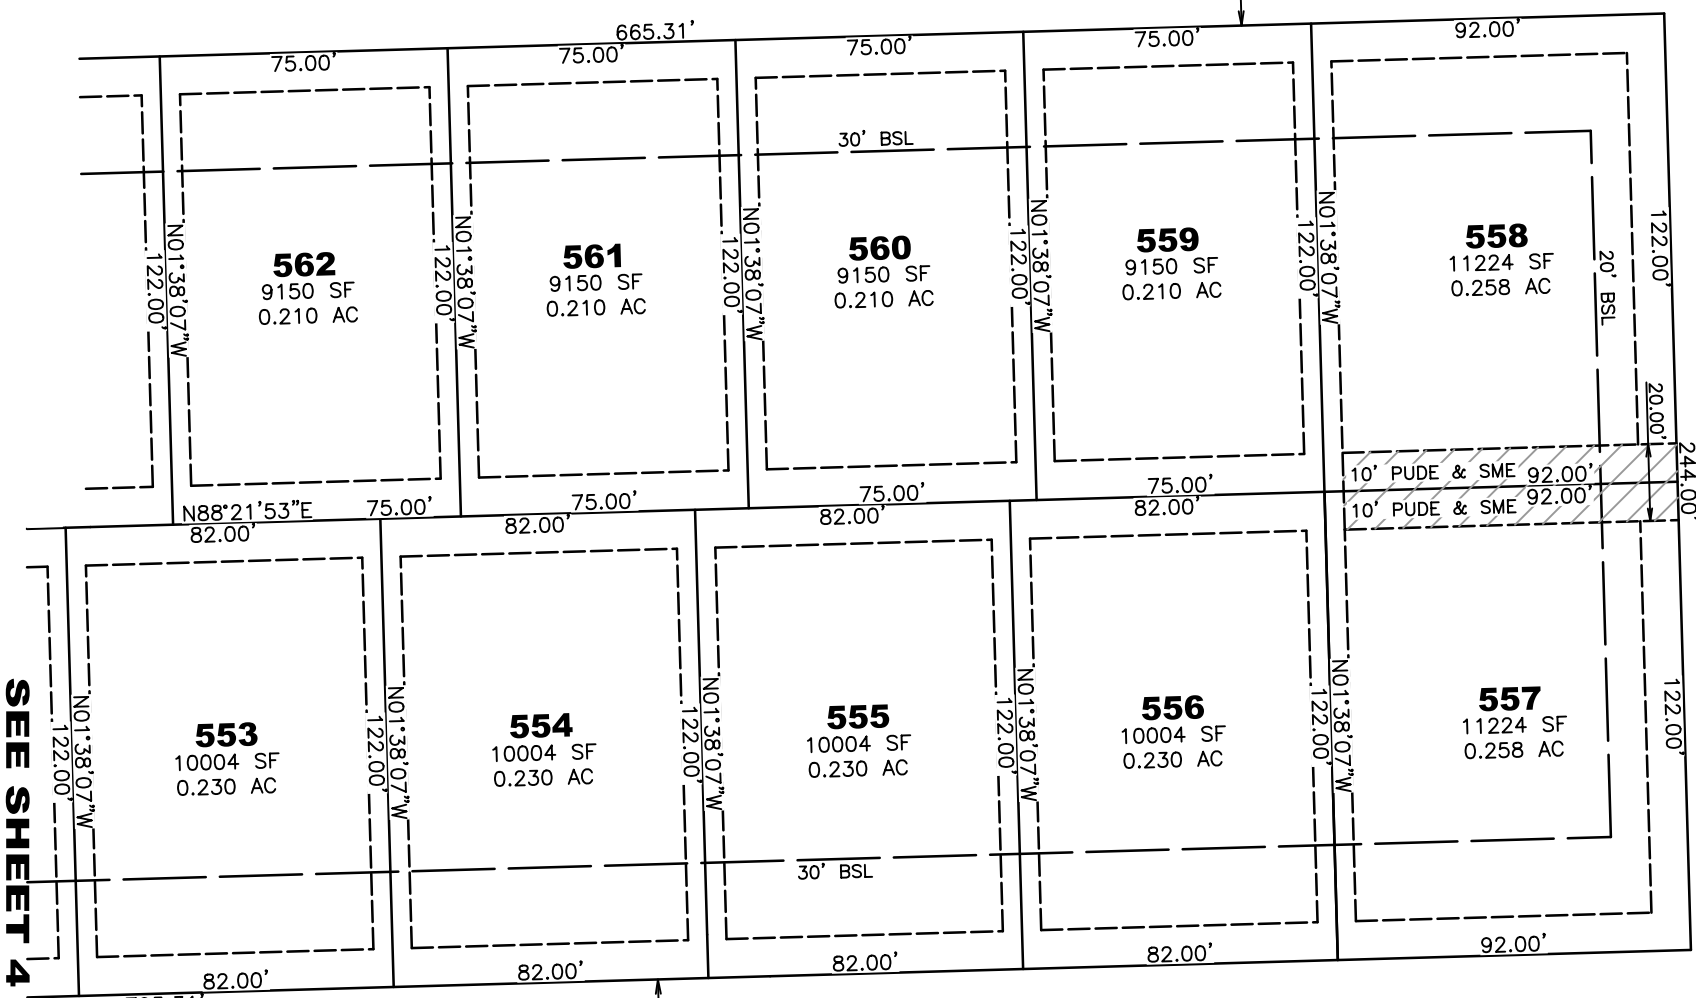 665.31'
75.00'
75.00'
75.00'
75.00'
92.00'
30' BSL
N01°38'07"W
122.00'
562
9150 SF
0.210 AC
122.00'
N01°38'07"W
561
9150 SF
0.210 AC
122.00'
N01°38'07"W
560
9150 SF
0.210 AC
122.00'
N01°38'07"W
559
9150 SF
0.210 AC
122.00'
N01°38'07"W
558
11224 SF
0.258 AC
20' BSL
122.00'
20.00'
244.00'
10' PUDE & SME 92.00'
10' PUDE & SME 92.00'
N88°21'53"E
75.00'
75.00'
75.00'
75.00'
82.00'
82.00'
82.00'
82.00'
SEE SHEET 4
122.00'
N01°38'07"W
553
10004 SF
0.230 AC
122.00'
N01°38'07"W
554
10004 SF
0.230 AC
122.00'
N01°38'07"W
555
10004 SF
0.230 AC
122.00'
N01°38'07"W
556
10004 SF
0.230 AC
122.00'
N01°38'07"W
557
11224 SF
0.258 AC
122.00'
30' BSL
82.00'
82.00'
82.00'
82.00'
92.00'